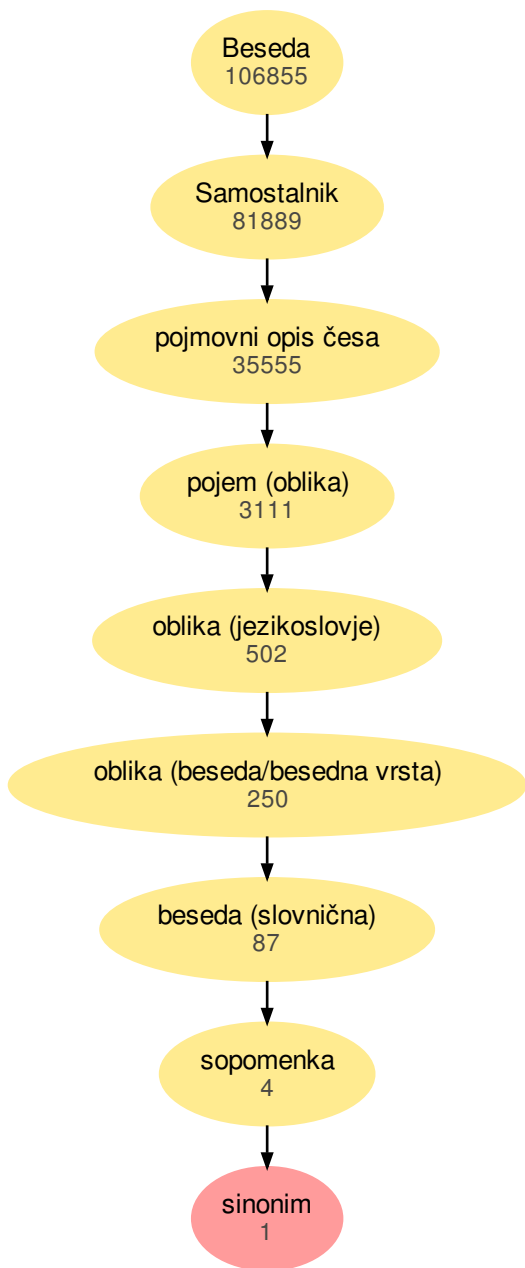 Beseda
106855
Samostalnik
81889
pojmovni opis česa
35555
pojem (oblika)
3111
oblika (jezikoslovje)
502
oblika (beseda/besedna vrsta)
250
beseda (slovnična)
87
sopomenka
4
sinonim
1